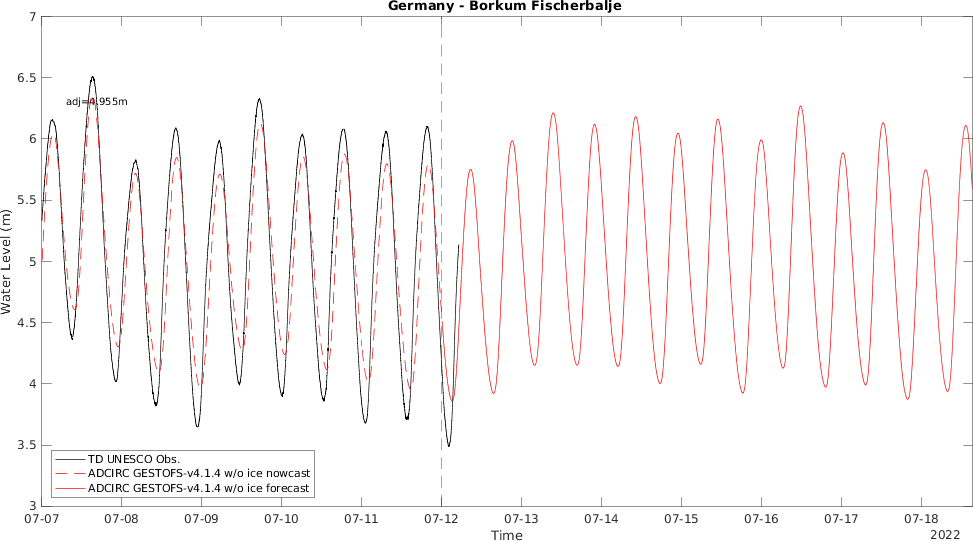 Germany - Borkum Fischerbalje
7
6.5
6
5.5
5
4.5
4
3.5
3
Water Level (m)
adj=4.955m
TD UNESCO Obs.
ADCIRC GESTOFS-v4.1.4 w/o ice nowcast
ADCIRC GESTOFS-v4.1.4 w/o ice forecast
07-07 07-08 07-09 07-10 07-11 07-12 07-13 07-14 07-15 07-16 07-17 07-18
Time
2022